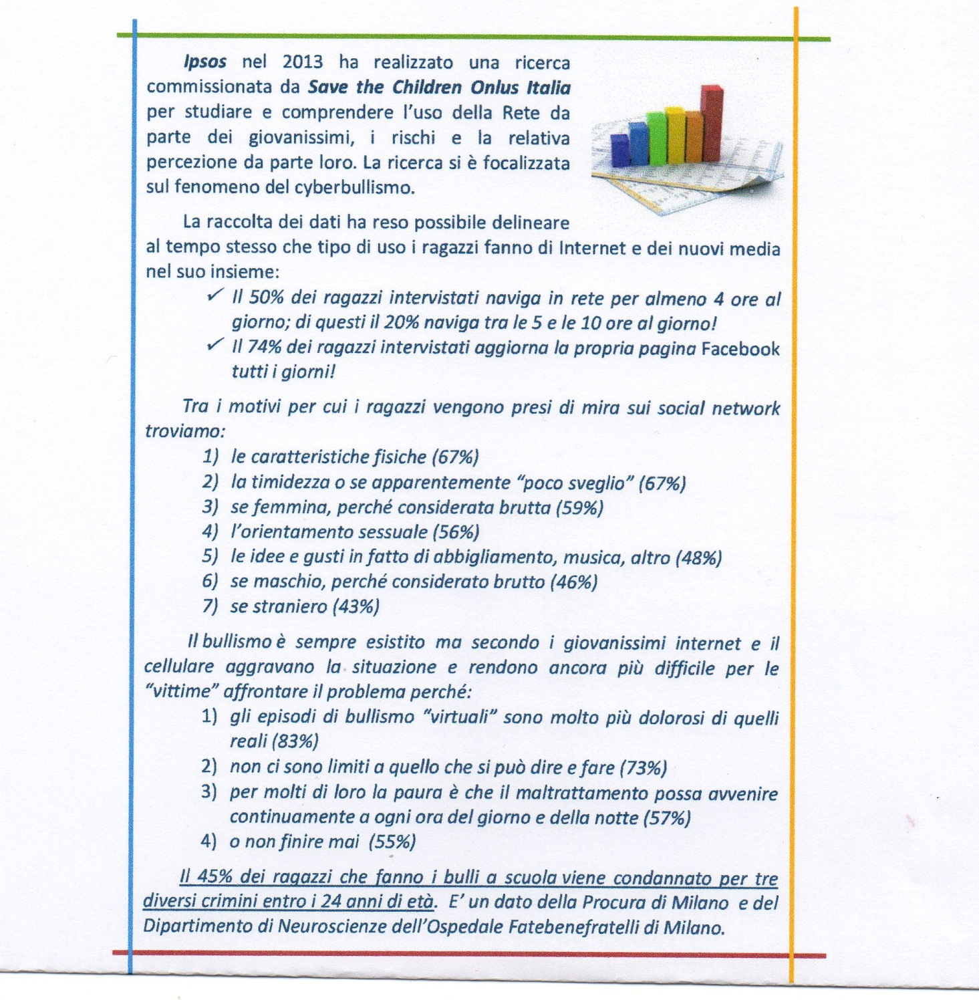 Ipsos nel 2013 ha realizzato una ricerca
commissionata da Save the Children Onlus Italia
per studiare e comprendere l’uso della Rete da
parte dei giovanissimi, i rischi e la relativa
percezione da parte loro. La ricerca si è focalizzata
sul fenomeno del cyberbullismo.
La raccolta dei dati ha reso possibile delineare
al tempo stesso che tipo di uso i ragazzi fanno di Internet e dei nuovi media
nel suo insieme:
✓ Il 50% dei ragazzi intervistati naviga in rete per almeno 4 ore al
giorno; di questi il 20% naviga tra le 5 e le 10 ore al giorno!
✓ Il 74% dei ragazzi intervistati aggiorna la propria pagina Facebook
tutti i giorni!
Tra i motivi per cui i ragazzi vengono presi di mira sui social network
troviamo:
1) le caratteristiche fisiche (67%)
2) la timidezza o se apparentemente “poco sveglio” (67%)
3) se femmina, perché considerata brutta (59%)
4) l’orientamento sessuale (56%)
5) le idee e gusti in fatto di abbigliamento, musica, altro (48%)
6) se maschio, perché considerato brutto (46%)
7) se straniero (43%)
Il bullismo è sempre esistito ma secondo i giovanissimi internet e il
cellulare aggravano la situazione e rendono ancora più difficile per le
“vittime” affrontare il problema perché:
1) gli episodi di bullismo “virtuali” sono molto più dolorosi di quelli
reali (83%)
2) non ci sono limiti a quello che si può dire e fare (73%)
3) per molti di loro la paura è che il maltrattamento possa avvenire
continuamente a ogni ora del giorno e della notte (57%)
4) o non finire mai (55%)
Il 45% dei ragazzi che fanno i bulli a scuola viene condannato per tre
diversi crimini entro i 24 anni di età. E’ un dato della Procura di Milano e del
Dipartimento di Neuroscienze dell’Ospedale Fatebenefratelli di Milano.